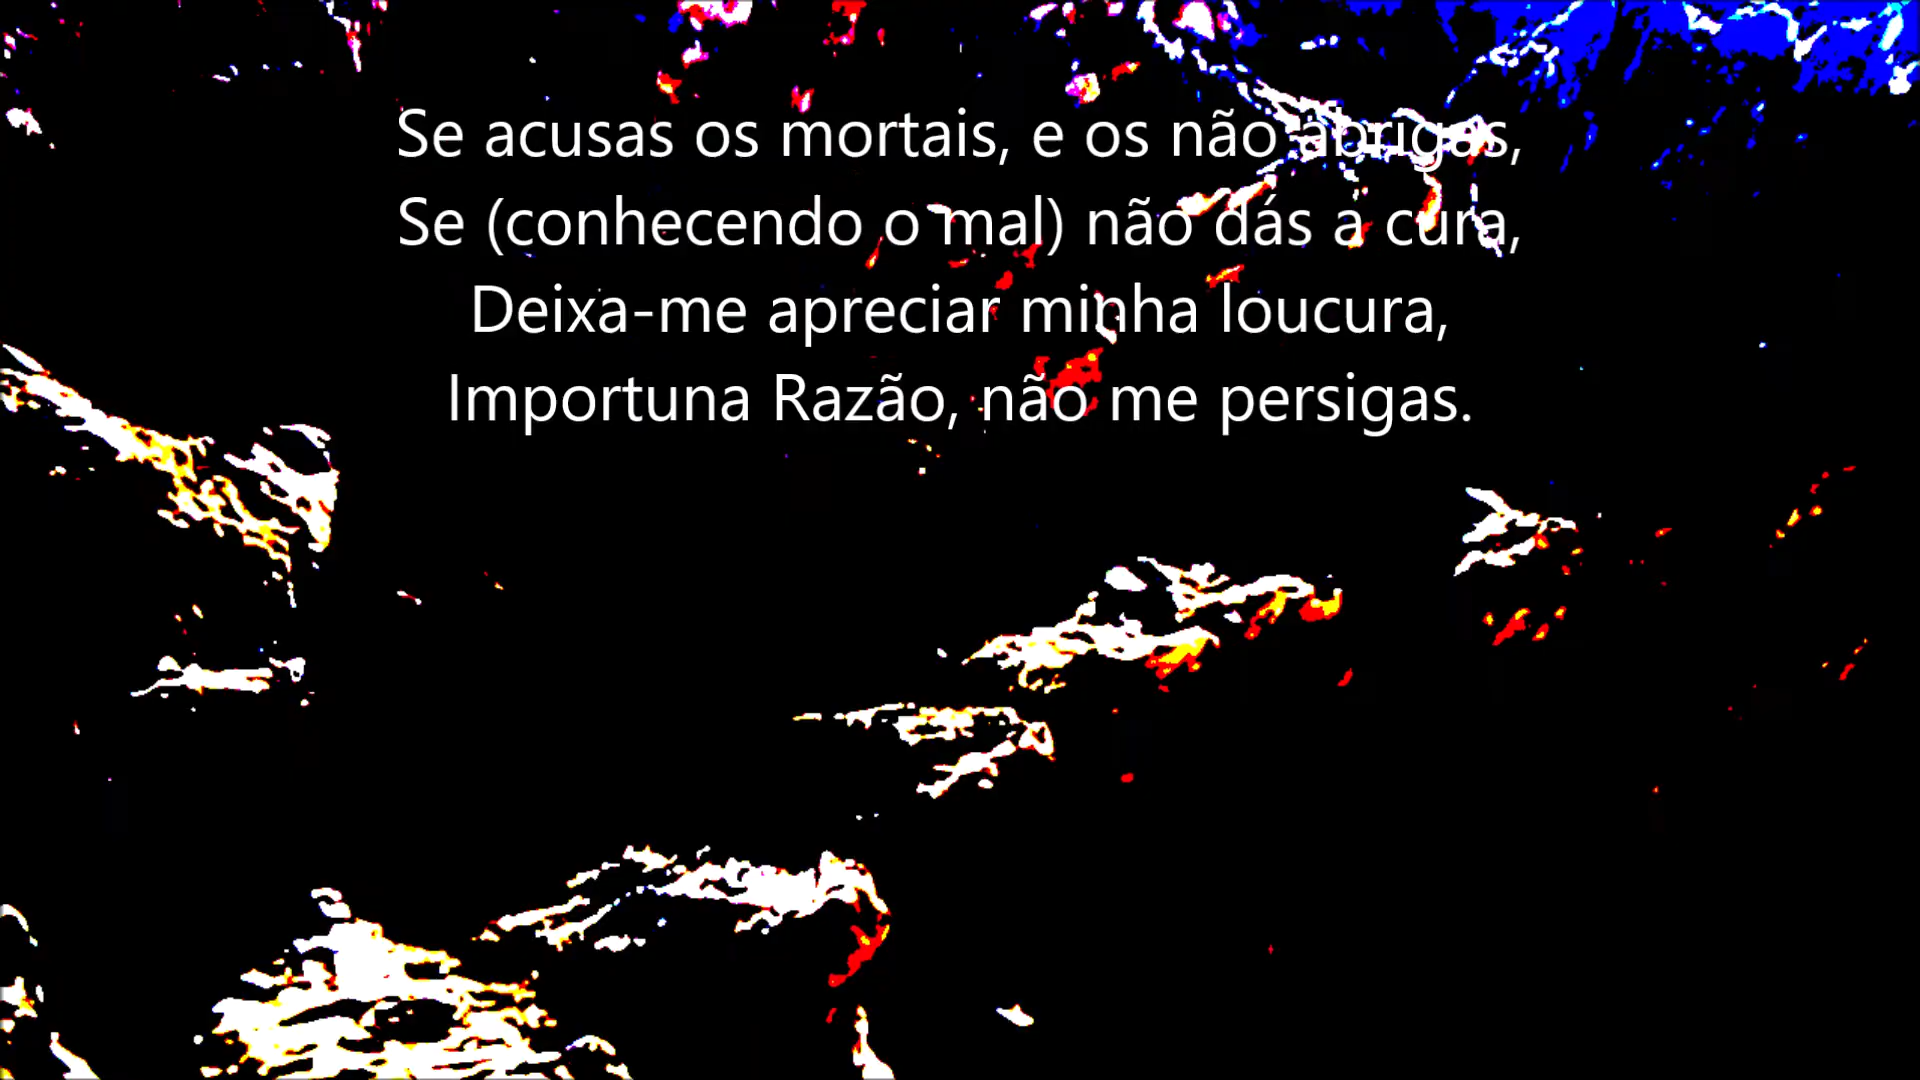 Se acusas os mortais, e os não abrigas,
Se (conhecendo o mal) não dás a cura,
Deixa-me apreciar minha loucura,
Importuna Razão, não me persigas.